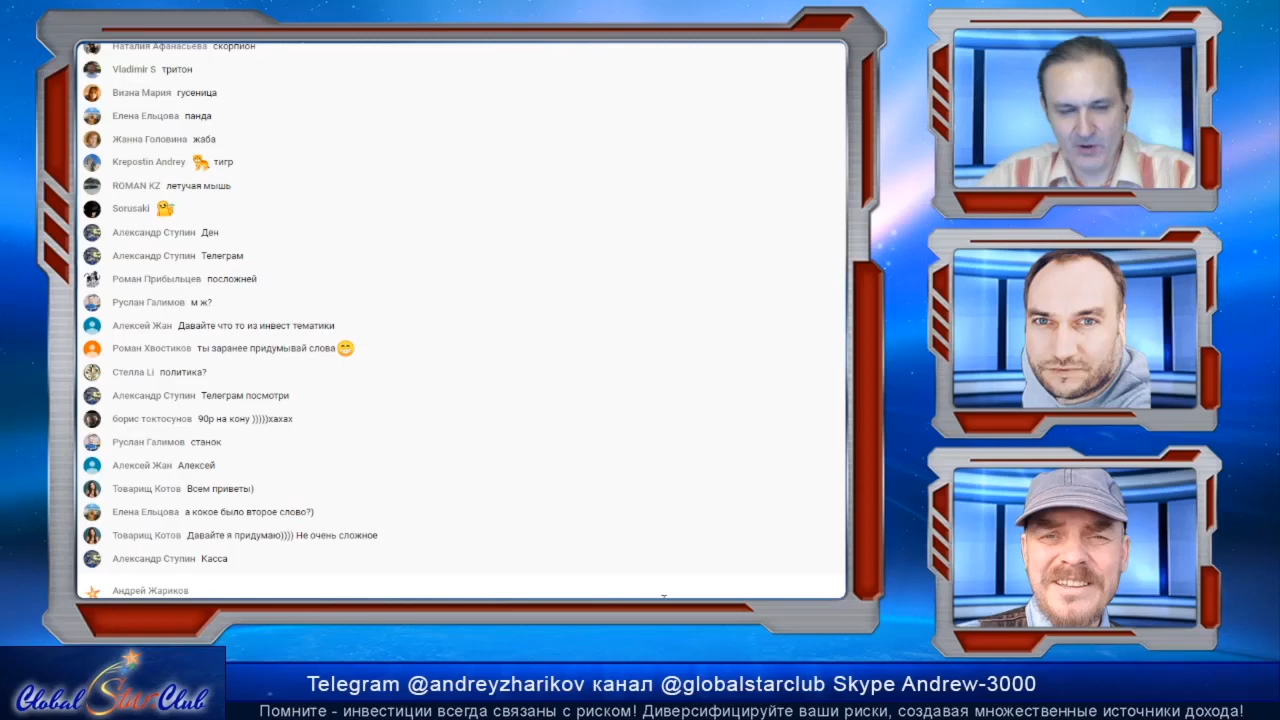 Наталия Афанасьева скорпион
Vladimir S тритон
Визна Мария гусеница
Елена Ельцова панда
Жанна Головина жаба
Krepostin Andrey тигр
ROMAN KZ летучая мышь
Sorusaki
Александр Ступин Ден
Александр Ступин Телеграм
Роман Прибыльцев посложней
Руслан Галимов м ж?
Алексей Жан Давайте что то из инвест тематики
Роман Хвостиков ты заранее придумывай слова
Стелла Li политика?
Александр Ступин Телеграм посмотри
борис токтосунов 90р на кону )))))хахах
Руслан Галимов станок
Алексей Жан Алексей
Товарищ Котов Всем приветы)
Елена Ельцова а кокое было второе слово?)
Товарищ Котов Давайте я придумаю)))) Не очень сложное
Александр Ступин Касса
Андрей Жариков
Global Star Club
Telegram @andreyzharikov канал @globalstarclub Skype Andrew-3000
Помните - инвестиции всегда связаны с риском! Диверсифицируйте ваши риски, создавая множественные источники дохода!